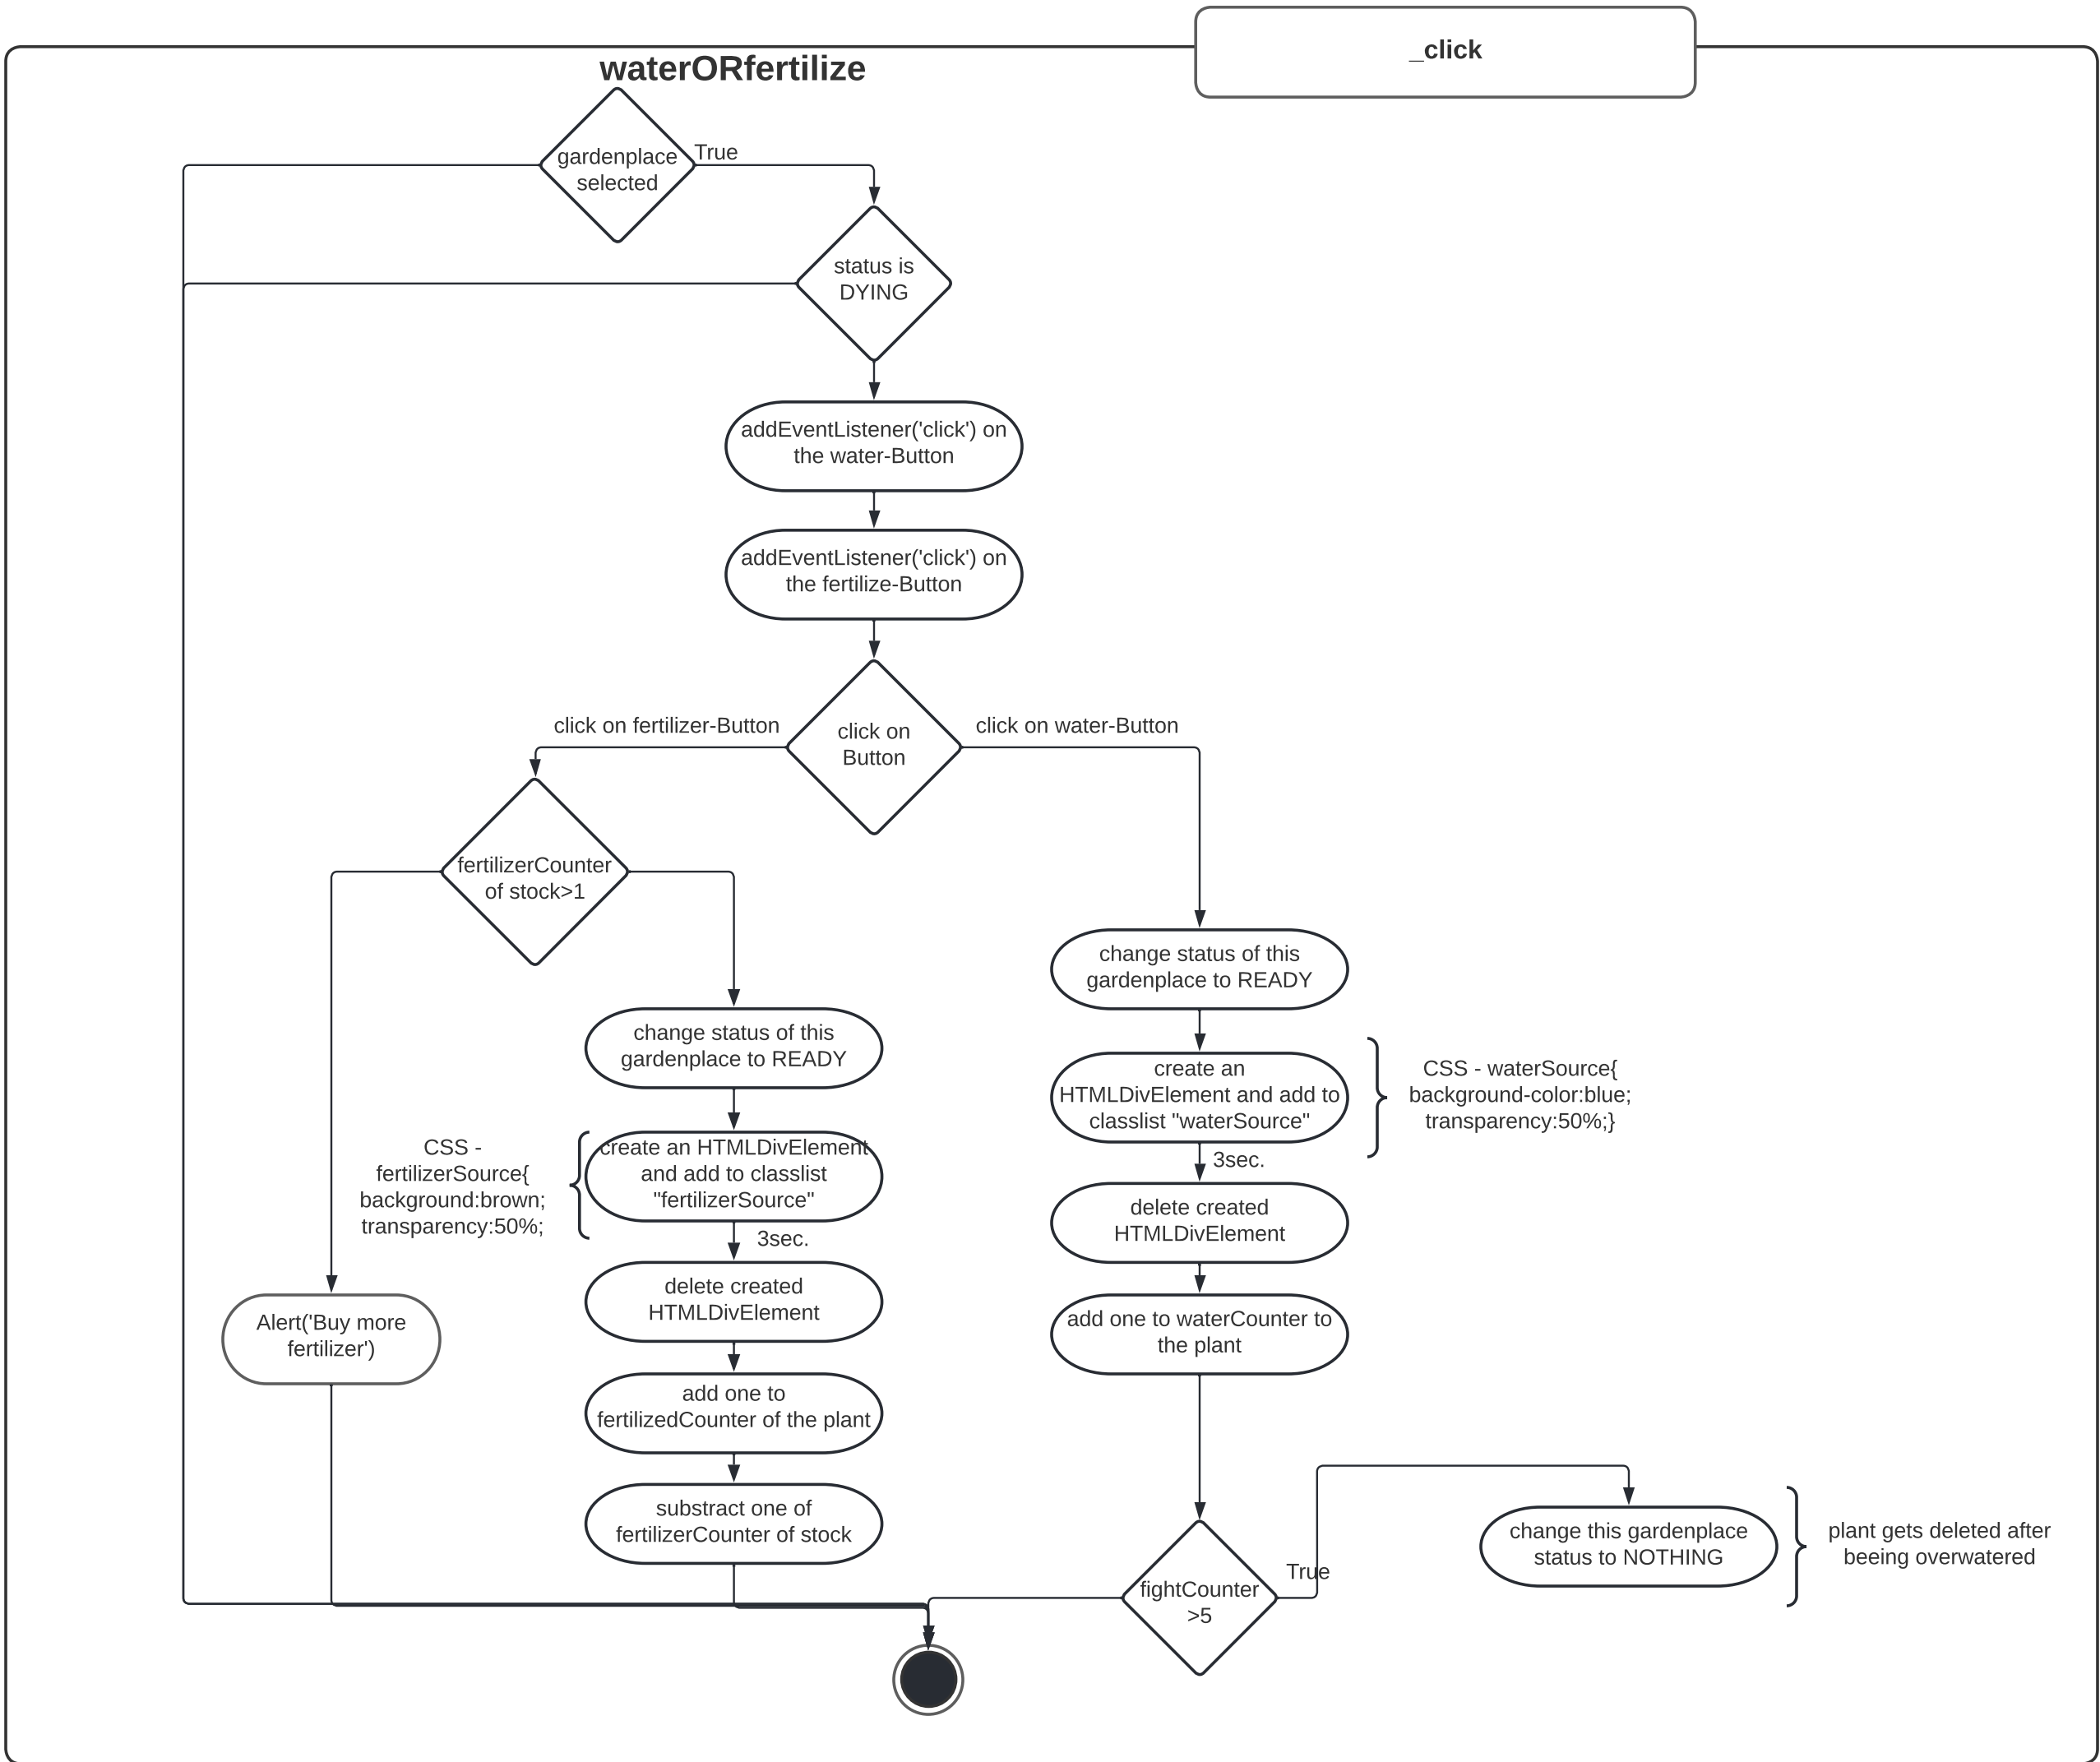 _click
waterORfertilize
gardenplace
selected
True
status is
DYING
addEventListener('click') on
the water-Button
addEventListener('click') on
the fertilize-Button
click on fertilizer-Button
click on
Button
click on water-Button
fertilizerCounter
of stock>1
change status of this
gardenplace to READY
change status of this
gardenplace to READY
create an
HTMLDivElement and add to
classlist "waterSource"
CSS - waterSource{
background-color:blue;
transparency:50%;}
CSS -
fertilizerSource{
background:brown;
transparency:50%;
create an HTMLDivElement
and add to classlist
"fertilizerSource"
3sec.
3sec.
delete created
HTMLDivElement
delete created
HTMLDivElement
Alert('Buy more
fertilizer')
add one to waterCounter to
the plant
add one to
fertilizedCounter of the plant
substract one of
fertilizerCounter of stock
fightCounter
>5
True
change this gardenplace
status to NOTHING
plant gets deleted after
beeing overwatered